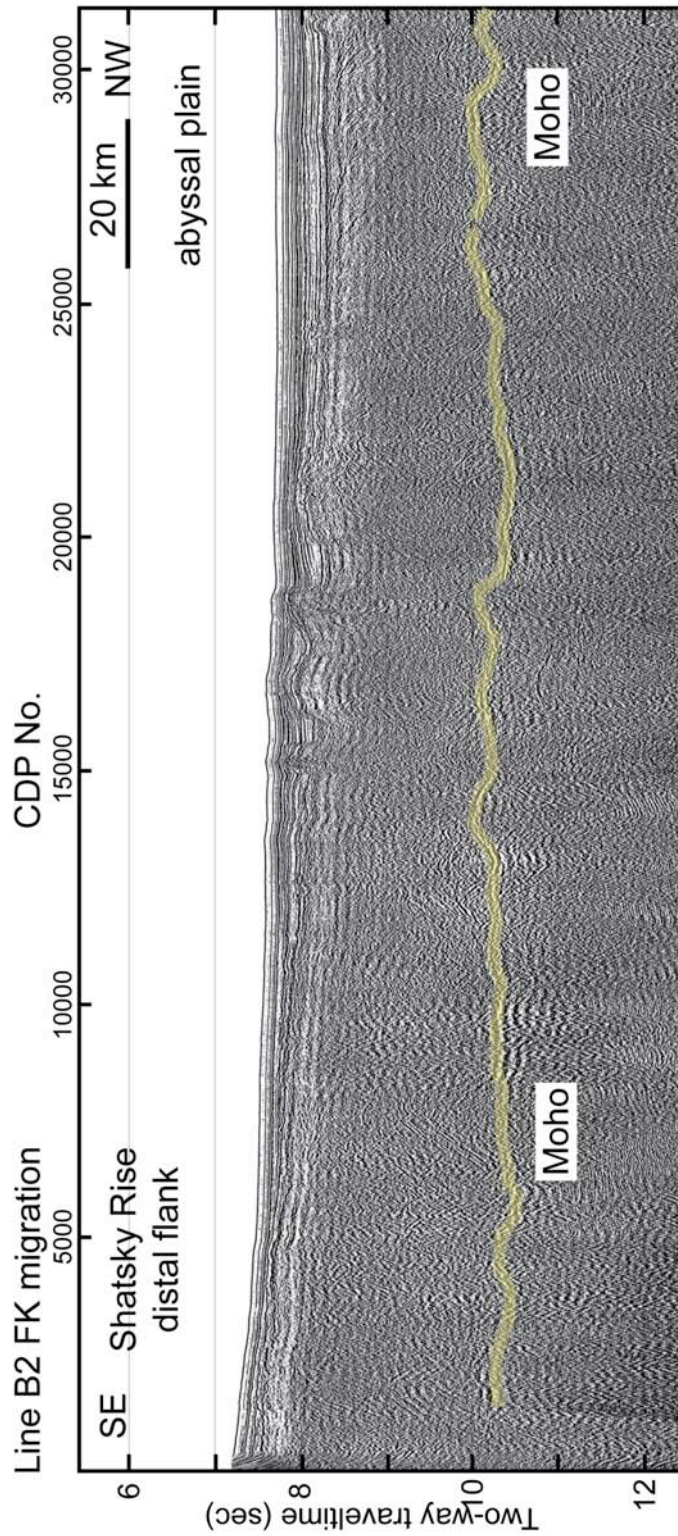 Line B2 FK migration
CDP No.
5000 10000 15000 20000 25000 30000
SE
Shatsky Rise
distal flank
20 km NW
abyssal plain
6
8
10
12
Two-way traveltime (sec)
Moho
Moho